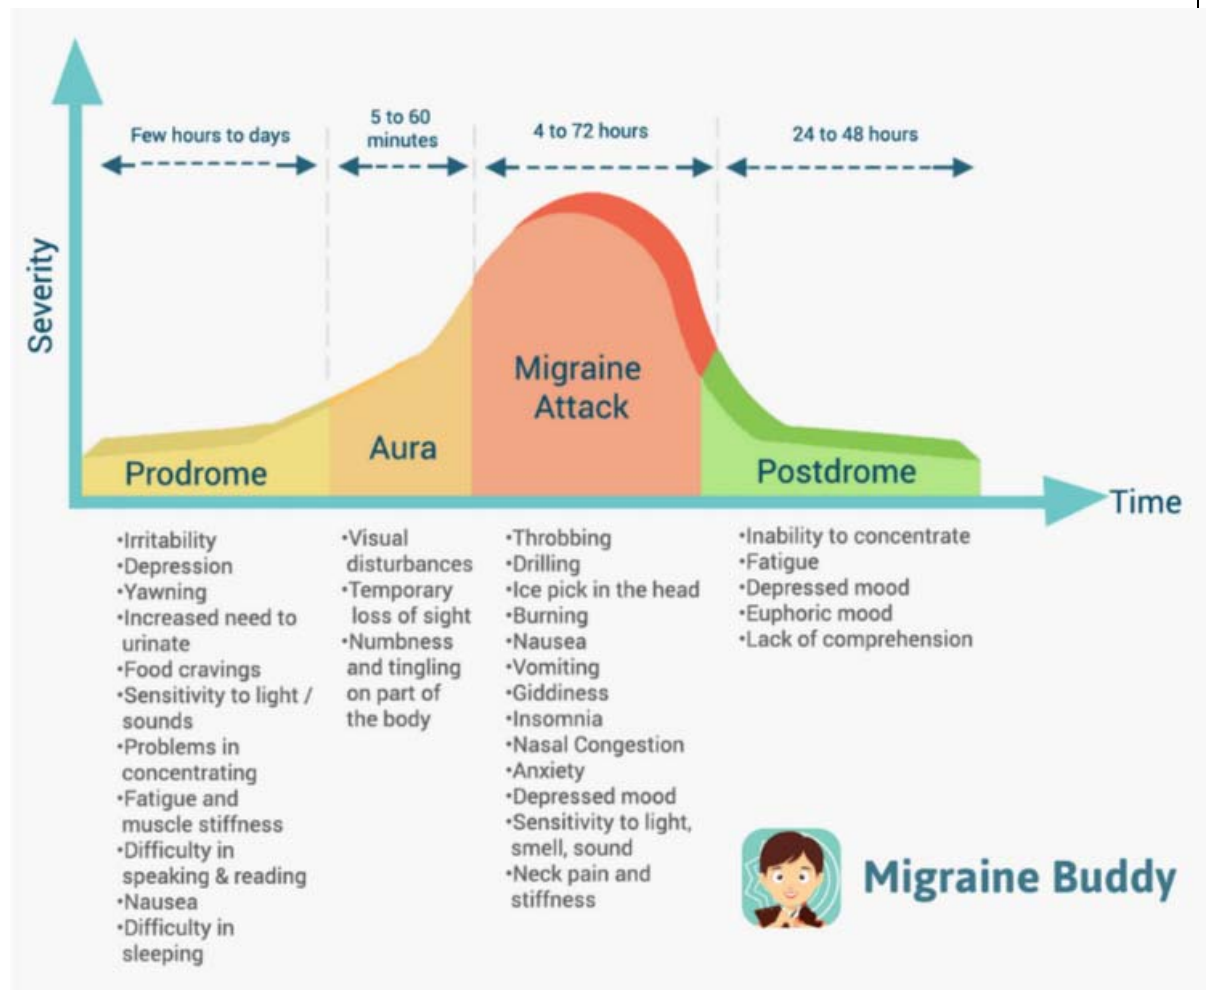 Few hours to days
5 to 60
minutes
4 to 72 hours
24 to 48 hours
Severity
Migraine
Attack
Aura
Prodrome
Postdrome
Time
•Irritability
•Depression
•Yawning
•Increased need to
urinate
•Food cravings
•Sensitivity to light /
sounds
•Problems in
concentrating
•Fatigue and
muscle stiffness
•Difficulty in
speaking & reading
•Nausea
•Difficulty in
sleeping
•Visual
disturbances
•Temporary
loss of sight
•Numbness
and tingling
on part of
the body
•Throbbing
•Drilling
•Ice pick in the head
•Burning
•Nausea
•Vomiting
•Giddiness
•Insomnia
•Nasal Congestion
•Anxiety
•Depressed mood
•Sensitivity to light,
smell, sound
•Neck pain and
stiffness
•Inability to concentrate
•Fatigue
•Depressed mood
•Euphoric mood
•Lack of comprehension
Migraine Buddy